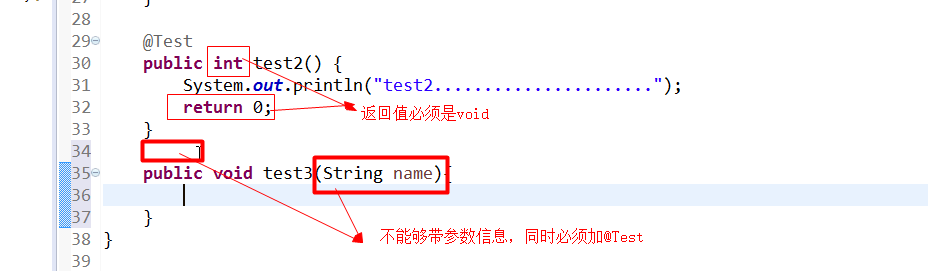 27 }
28
29 @Test
30 public int test2() {
31 System.out.println("test2......................");
32 return 0;
返回值必须是void
33 }
34
35 public void test3(String name){
36
37 }
不能够带参数信息，同时必须加@Test
38 }
39